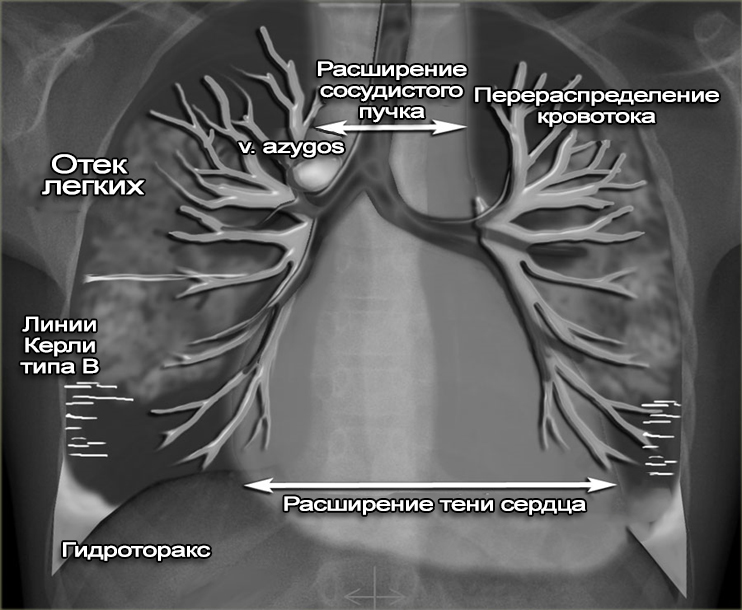 Расширение
сосудистого
пучка
Перераспределение
кровотока
v. azygos
Отек
легких
Линии
Керли
типа В
Расширение тени сердца
Гидроторакс